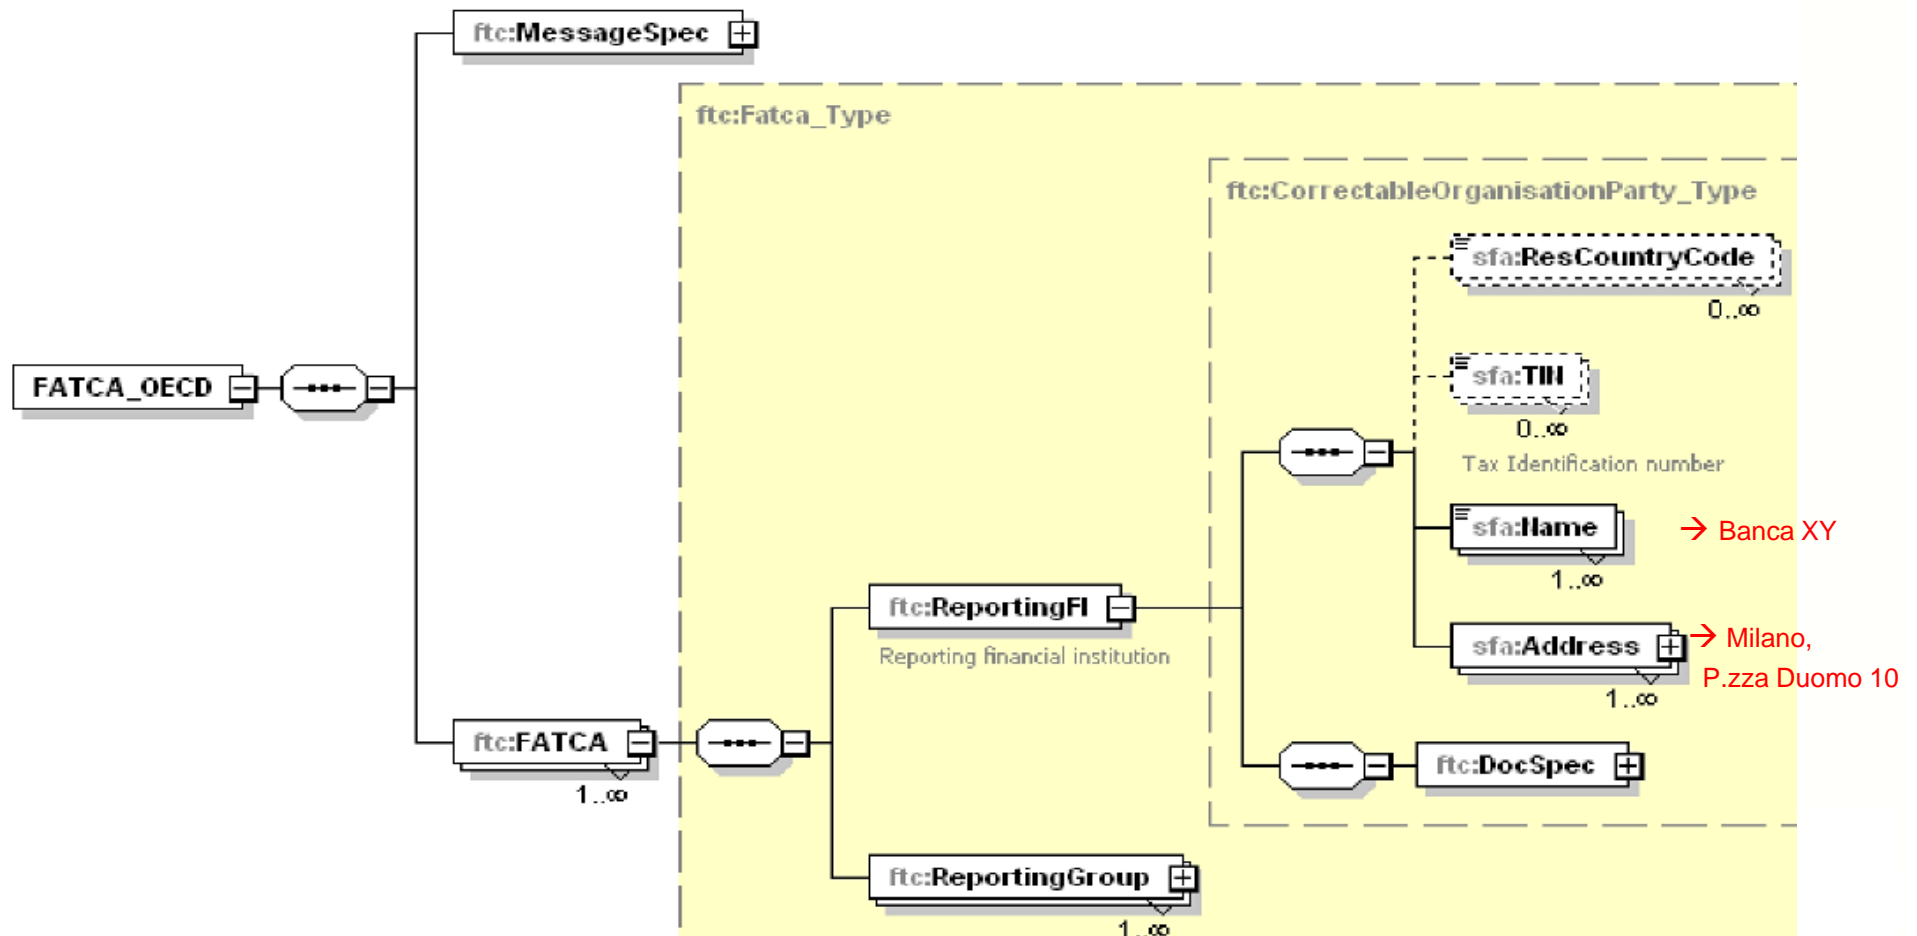 ftc:MessageSpec
ftc:Fatca_Type
ftc:CorrectableOrganisationParty_Type
sfa:ResCountryCode
0..∞
FATCA_OECD
sfa:TIN
0..∞
Tax Identification number
sfa:Name
→ Banca XY
1..∞
ftc:ReportingFI
Reporting financial institution
sfa:Address
→ Milano,
P.zza Duomo 10
1..∞
ftc:FATCA
1..∞
ftc:DocSpec
ftc:ReportingGroup
1..∞